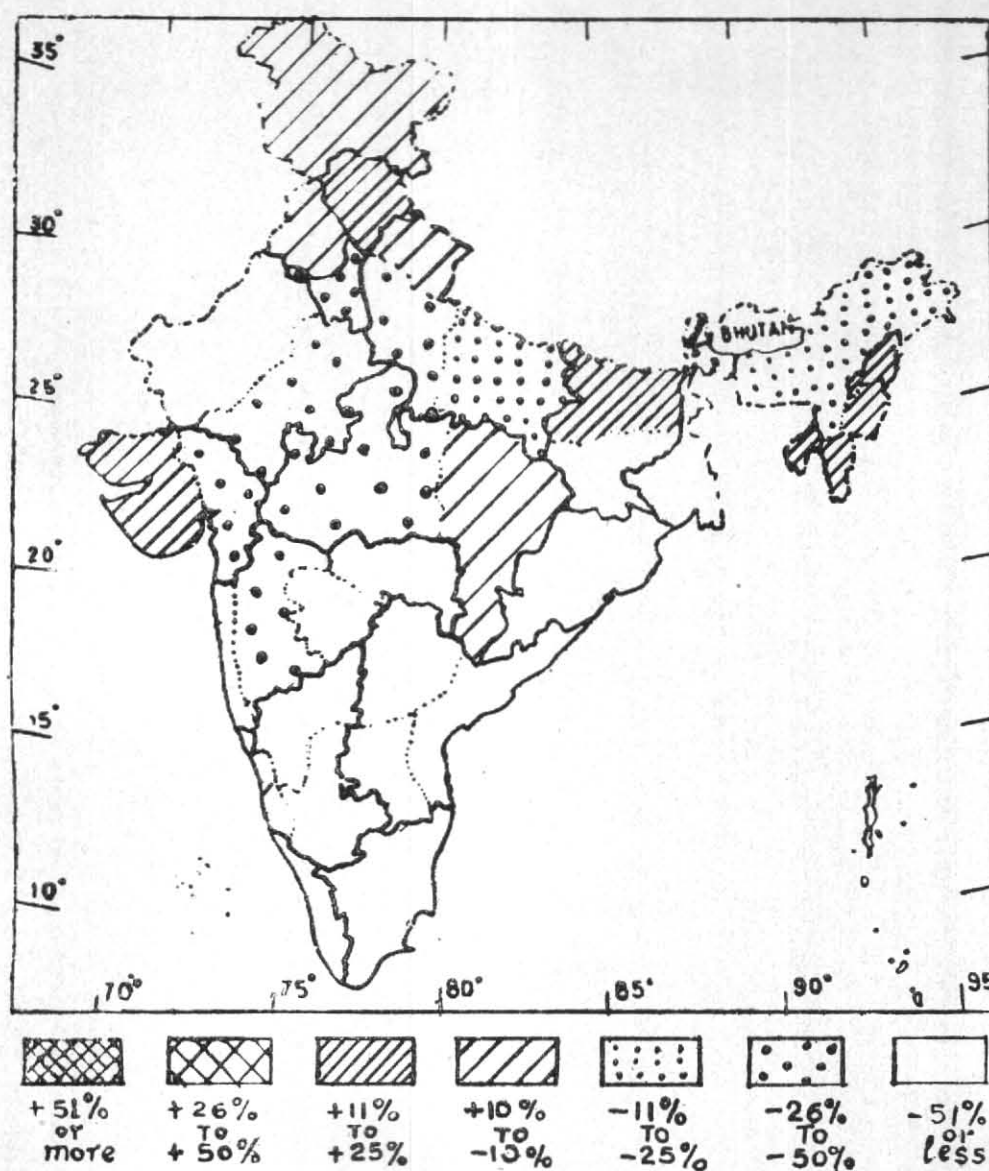 35°
30°
25°
20°
15°
10°
BHUTAN
70° 75° 80° 85° 90° 95
+51% or more
+26% TO +50%
+11% TO +25%
+10% TO -10%
-11% TO -25%
-26% TO -50%
-51% or less